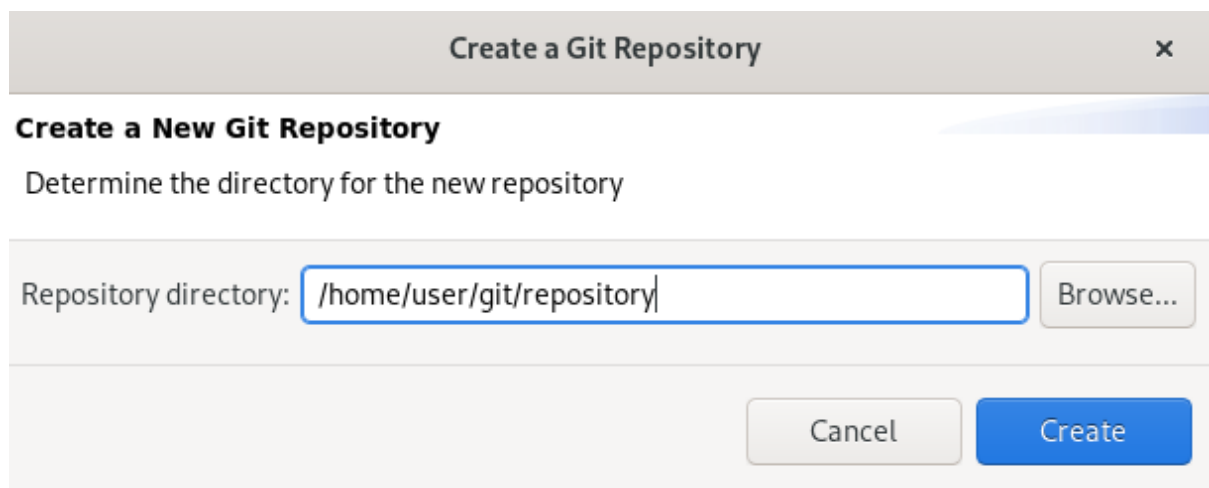 Create a Git Repository ×
Create a New Git Repository
Determine the directory for the new repository
Repository directory: /home/user/git/repository Browse...
Cancel Create